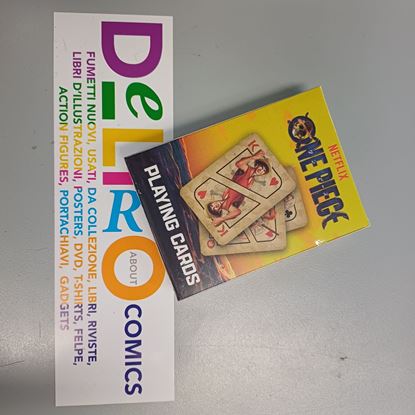 DeLIRO
ABOUT
COMICS
FUMETTI NUOVI, USATI, DA COLLEZIONE, LIBRI, RIVISTE,
LIBRI D'ILLUSTRAZIONI, POSTERS, DVD, T-SHIRTS, FELPE,
ACTION FIGURES, PORTACHIAVI, GADGETS
NETFLIX
ONE PIECE
K
K
PLAYING CARDS